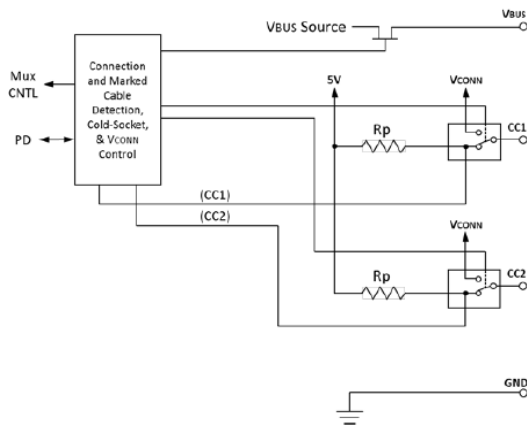 VBUS Source
VBUS
Mux
CNTL
PD
Connection
and Marked
Cable
Detection,
Cold-Socket,
& VCONN
Control
5V
VCONN
Rp
CC1
(CC1)
(CC2)
VCONN
Rp
CC2
GND